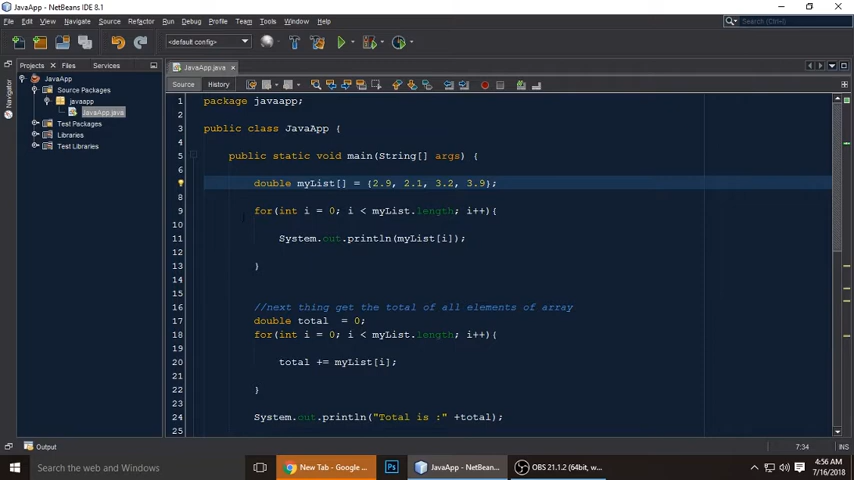 JavaApp - NetBeans IDE 8.1
File Edit View Navigate Source Refactor Run Debug Profile Team Tools Window Help
Search (Ctrl+I)
<default config>
Projects Files Services
JavaApp.java
Navigator
JavaApp
Source Packages
javaapp
JavaApp.java
Test Packages
Libraries
Test Libraries
Source History
1 package javaapp;
2
3 public class JavaApp {
4
5 public static void main(String[] args) {
6
double myList[] = {2.9, 2.1, 3.2, 3.9};
8
9 for(int i = 0; i < myList.length; i++){
10
11 System.out.println(myList[i]);
12
13 }
14
15
16 //next thing get the total of all elements of array
17 double total = 0;
18 for(int i = 0; i < myList.length; i++){
19
20 total += myList[i];
21
22 }
23
24 System.out.println("Total is :" +total);
25
Output
7:34
Search the web and Windows
New Tab - Google ...
Ps
JavaApp - NetBean...
OBS 21.1.2 (64bit, w...
4:56 AM
7/16/2018